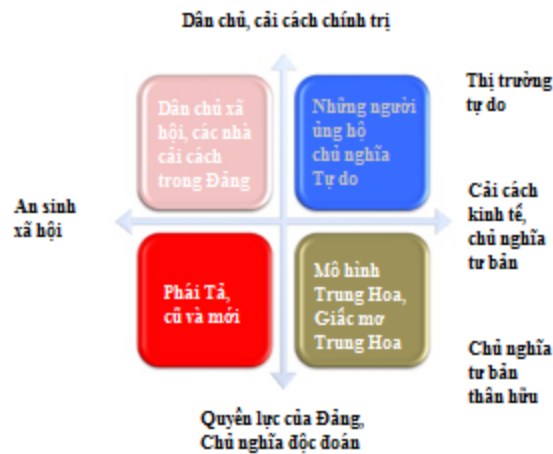 Dân chủ, cải cách chính trị
Thị trường
tự do
Dân chủ xã
hội, các nhà
cải cách
trong Đảng
Những người
ủng hộ
chủ nghĩa
Tự do
An sinh
xã hội
Cải cách
kinh tế,
chủ nghĩa
tư bản
Phái Tả,
cũ và mới
Mô hình
Trung Hoa,
Giấc mơ
Trung Hoa
Chủ nghĩa
tư bản
thân hữu
Quyền lực của Đảng,
Chủ nghĩa độc đoán